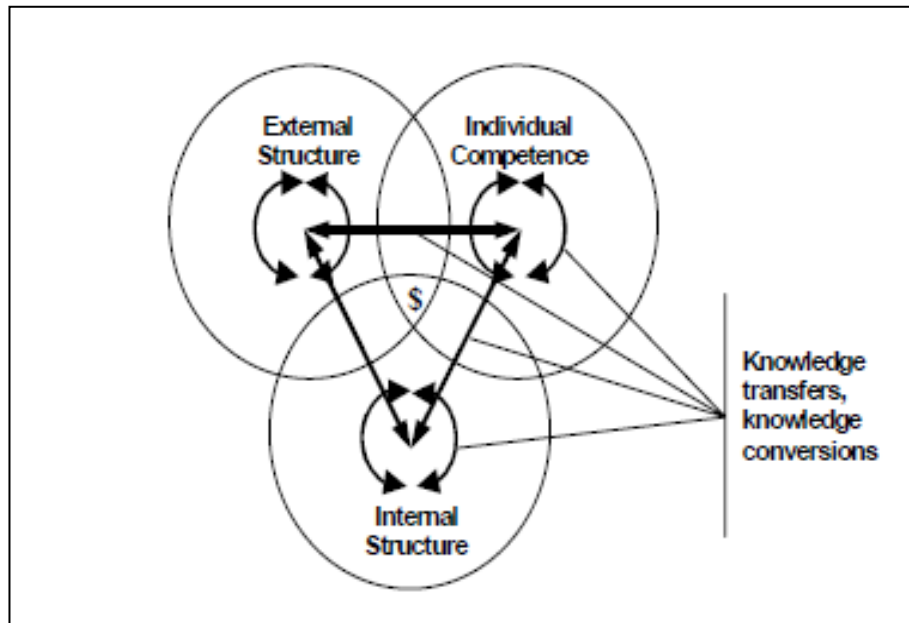 External
Structure
Individual
Competence
$
Knowledge
transfers,
knowledge
conversions
Internal
Structure